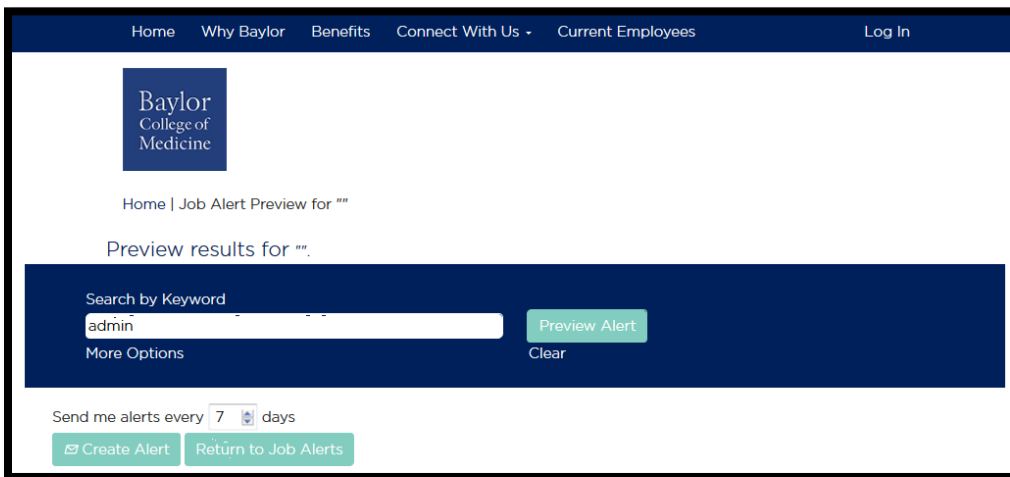 Home Why Baylor Benefits Connect With Us Current Employees Log In
Baylor
College of
Medicine
Home | Job Alert Preview for ""
Preview results for "".
Search by Keyword
admin Preview Alert
More Options Clear
Send me alerts every 7 days
Create Alert Return to Job Alerts